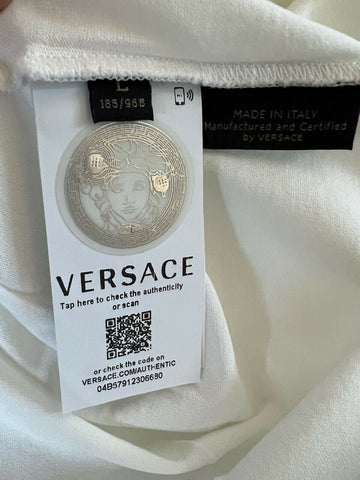 L
185/96B
MADE IN ITALY
Manufactured and Certified
by VERSACE
VERSACE
Tap here to check the authenticity
or scan
or check the code on
VERSACE.COM/AUTHENTIC
04B57912306690